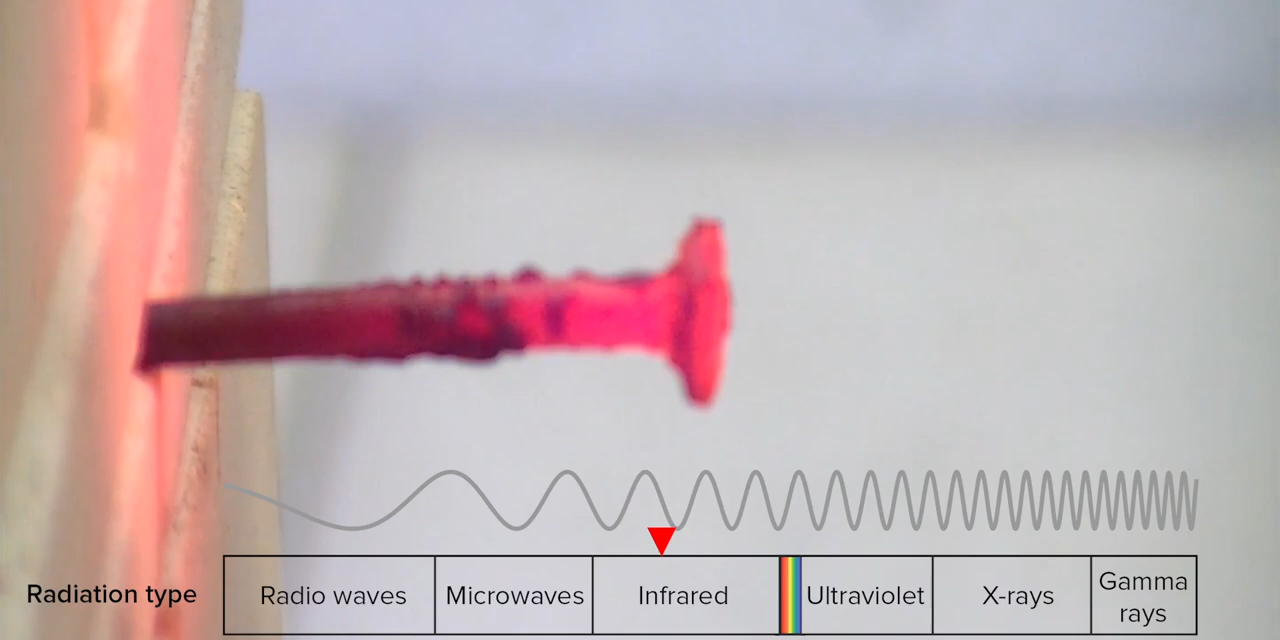 Radiation type
Radio waves
Microwaves
Infrared
Ultraviolet
X-rays
Gamma
rays